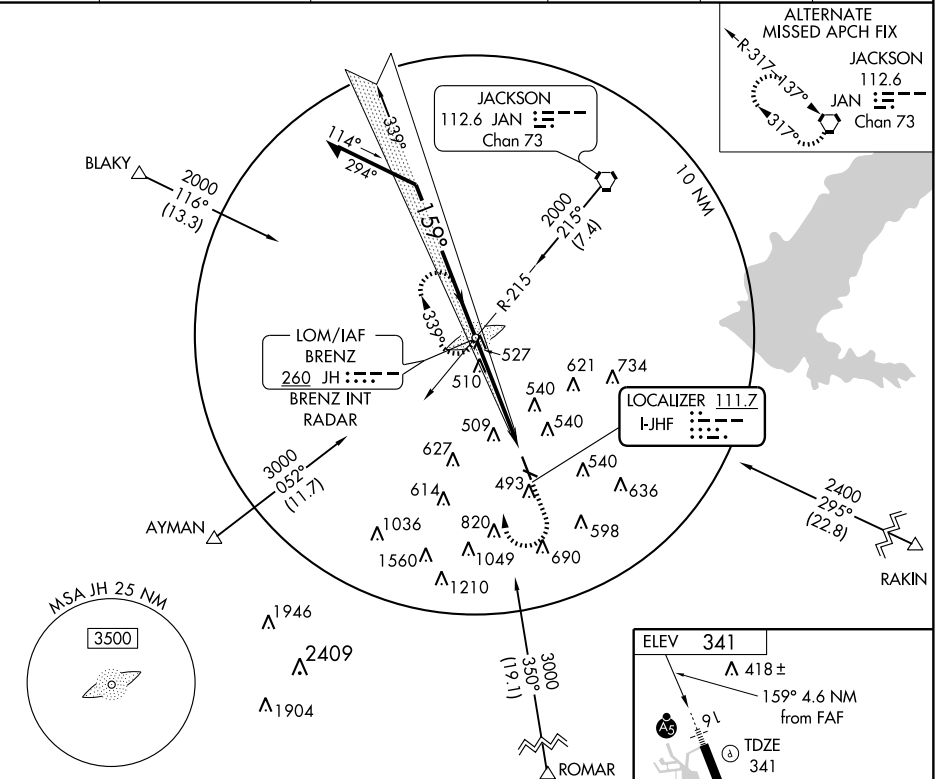 ALTERNATE
MISSED APCH FIX
R-317
137°
317°
JACKSON
112.6
JAN
Chan 73
JACKSON
112.6 JAN
Chan 73
10 NM
339°
114°
294°
159°
BLAKY
2000
116°
(13.3)
2000
215°
(7.4)
R-215
339°
LOM/IAF
BRENZ
260 JH
BRENZ INT
RADAR
527
510
621
734
540
509
540
LOCALIZER 111.7
I-JHF
627
540
493
636
614
3000
052°
(11.7)
AYMAN
1036
820
598
1560
1049
690
1210
2400
295°
(22.8)
RAKIN
MSA JH 25 NM
3500
1946
2409
1904
3000
350°
(19.1)
ROMAR
ELEV 341
418 ±
159° 4.6 NM
from FAF
A5
16
TDZE
341